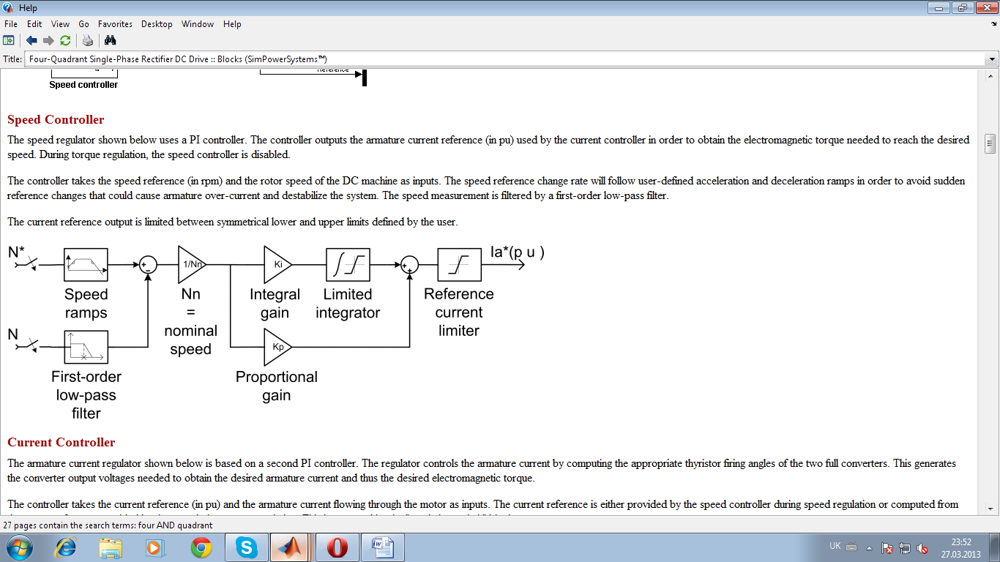 Help
File Edit View Go Favorites Desktop Window Help
Title: Four-Quadrant Single-Phase Rectifier DC Drive :: Blocks (SimPowerSystems™)
Reference
Speed controller
Speed Controller
The speed regulator shown below uses a PI controller. The controller outputs the armature current reference (in pu) used by the current controller in order to obtain the electromagnetic torque needed to reach the desired
speed. During torque regulation, the speed controller is disabled.
The controller takes the speed reference (in rpm) and the rotor speed of the DC machine as inputs. The speed reference change rate will follow user-defined acceleration and deceleration ramps in order to avoid sudden
reference changes that could cause armature over-current and destabilize the system. The speed measurement is filtered by a first-order low-pass filter.
The current reference output is limited between symmetrical lower and upper limits defined by the user.
N*
Ia*(p u )
+
-
1/Nn
Ki
+
+
Speed
ramps
Nn
=
nominal
speed
Integral
gain
Limited
integrator
Reference
current
limiter
N
Kp
First-order
low-pass
filter
Proportional
gain
Current Controller
The armature current regulator shown below is based on a second PI controller. The regulator controls the armature current by computing the appropriate thyristor firing angles of the two full converters. This generates
the converter output voltages needed to obtain the desired armature current and thus the desired electromagnetic torque.
The controller takes the current reference (in pu) and the armature current flowing through the motor as inputs. The current reference is either provided by the speed controller during speed regulation or computed from
27 pages contain the search terms: four AND quadrant
UK
23:52
27.03.2013